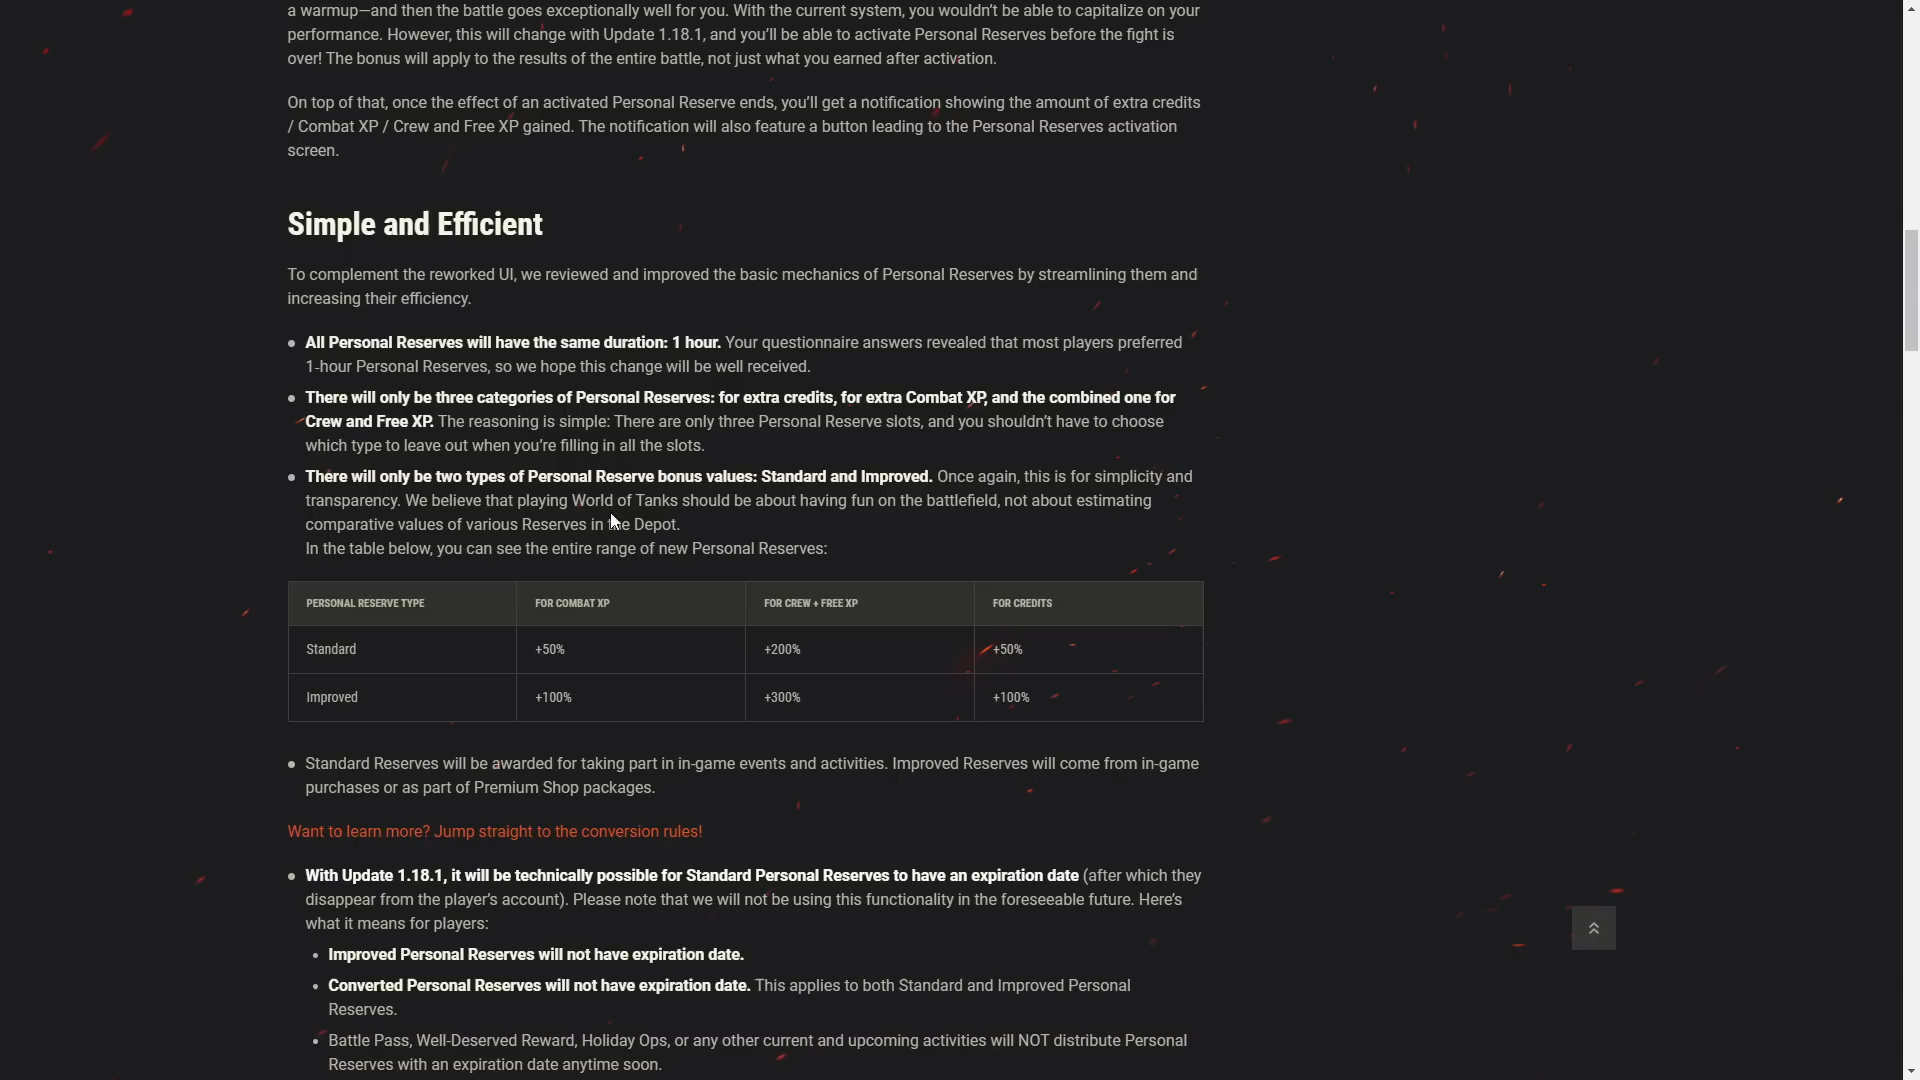 a warmup—and then the battle goes exceptionally well for you. With the current system, you wouldn’t be able to capitalize on your
performance. However, this will change with Update 1.18.1, and you’ll be able to activate Personal Reserves before the fight is
over! The bonus will apply to the results of the entire battle, not just what you earned after activation.
On top of that, once the effect of an activated Personal Reserve ends, you’ll get a notification showing the amount of extra credits
/ Combat XP / Crew and Free XP gained. The notification will also feature a button leading to the Personal Reserves activation
screen.
Simple and Efficient
To complement the reworked UI, we reviewed and improved the basic mechanics of Personal Reserves by streamlining them and
increasing their efficiency.
All Personal Reserves will have the same duration: 1 hour. Your questionnaire answers revealed that most players preferred
1-hour Personal Reserves, so we hope this change will be well received.
There will only be three categories of Personal Reserves: for extra credits, for extra Combat XP, and the combined one for
Crew and Free XP. The reasoning is simple: There are only three Personal Reserve slots, and you shouldn’t have to choose
which type to leave out when you’re filling in all the slots.
There will only be two types of Personal Reserve bonus values: Standard and Improved. Once again, this is for simplicity and
transparency. We believe that playing World of Tanks should be about having fun on the battlefield, not about estimating
comparative values of various Reserves in the Depot.
In the table below, you can see the entire range of new Personal Reserves:
PERSONAL RESERVE TYPE FOR COMBAT XP FOR CREW + FREE XP FOR CREDITS
Standard +50% +200% +50%
Improved +100% +300% +100%
Standard Reserves will be awarded for taking part in in-game events and activities. Improved Reserves will come from in-game
purchases or as part of Premium Shop packages.
Want to learn more? Jump straight to the conversion rules!
With Update 1.18.1, it will be technically possible for Standard Personal Reserves to have an expiration date (after which they
disappear from the player’s account). Please note that we will not be using this functionality in the foreseeable future. Here’s
what it means for players:
Improved Personal Reserves will not have expiration date.
Converted Personal Reserves will not have expiration date. This applies to both Standard and Improved Personal
Reserves.
Battle Pass, Well-Deserved Reward, Holiday Ops, or any other current and upcoming activities will NOT distribute Personal
Reserves with an expiration date anytime soon.